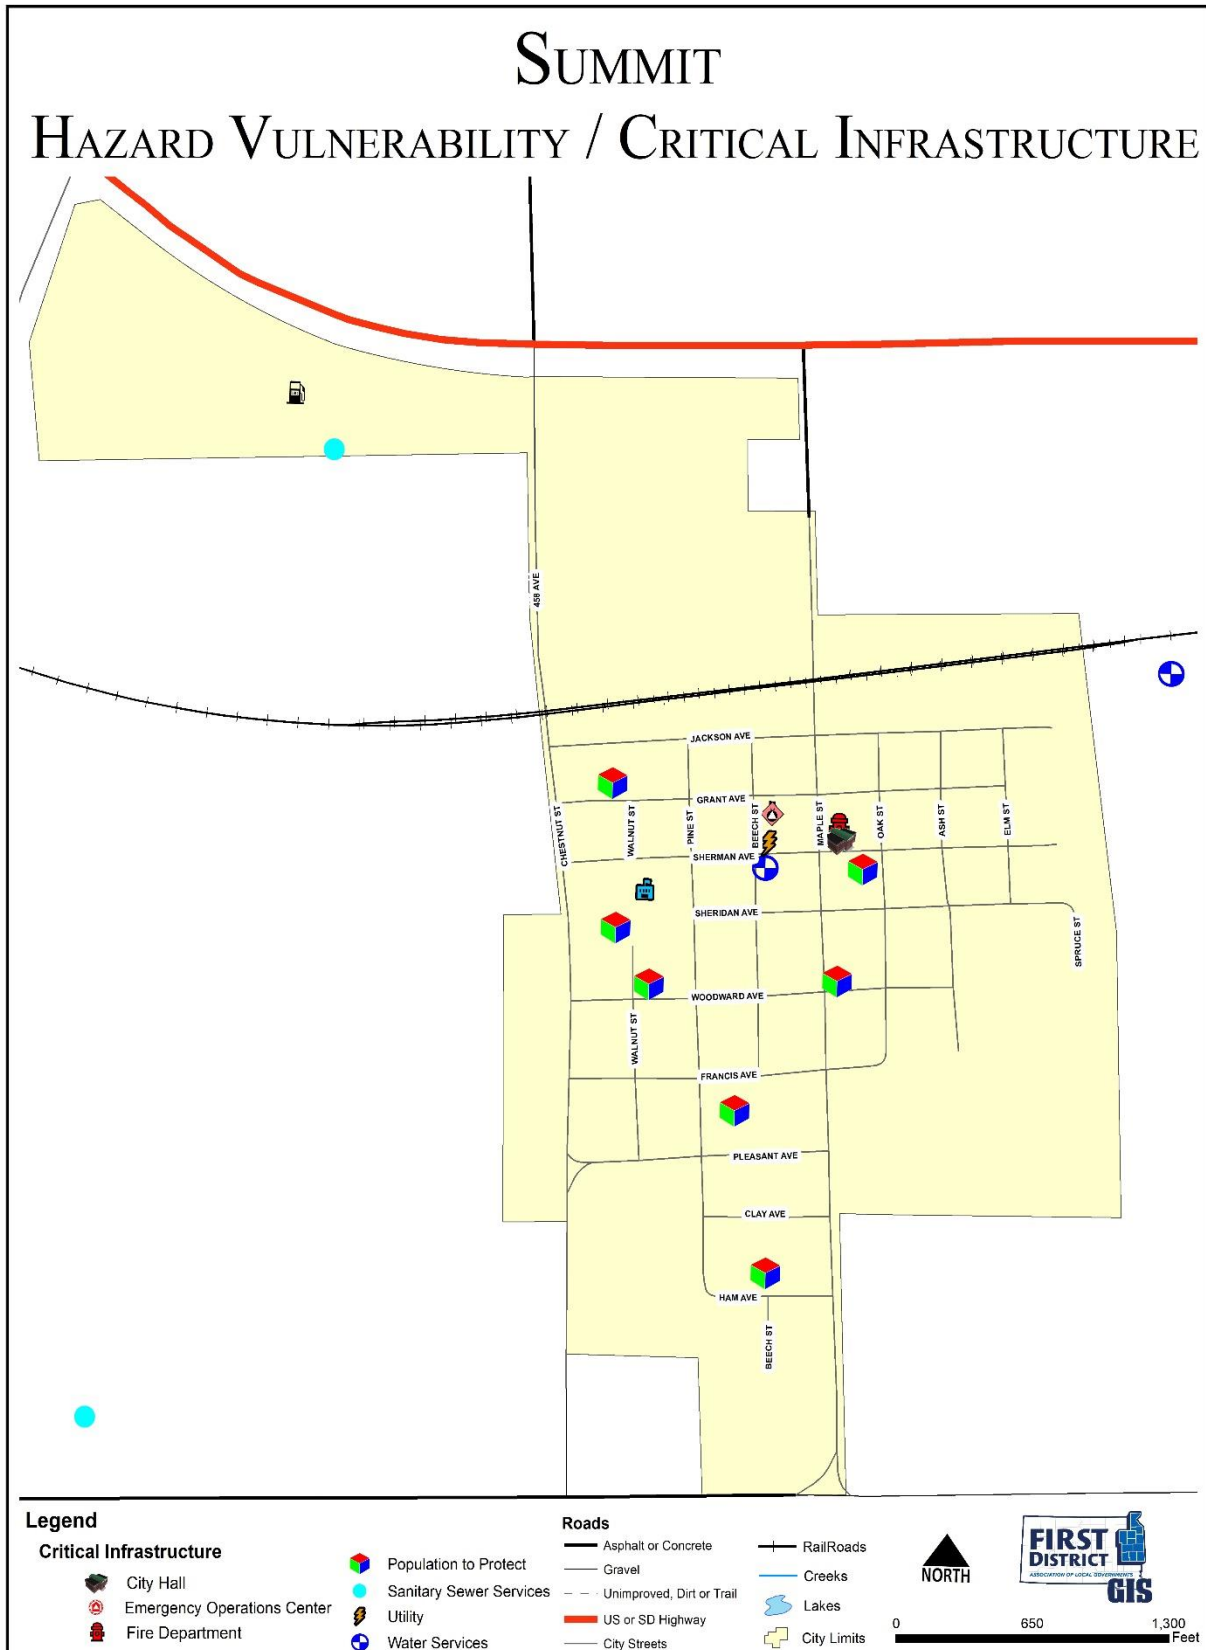 SUMMIT
HAZARD VULNERABILITY / CRITICAL INFRASTRUCTURE
458 AVE
JACKSON AVE
GRANT AVE
CHESTNUT ST
WALNUT ST
PINE ST
BEECH ST
MAPLE ST
OAK ST
ASH ST
ELM ST
SHERMAN AVE
SHERIDAN AVE
SPRUCE ST
WOODWARD AVE
WALNUT ST
FRANCIS AVE
PLEASANT AVE
CLAY AVE
HAM AVE
BEECH ST
Legend
Critical Infrastructure
City Hall
Emergency Operations Center
Fire Department
Population to Protect
Sanitary Sewer Services
Utility
Water Services
Roads
Asphalt or Concrete
Gravel
Unimproved, Dirt or Trail
US or SD Highway
City Streets
RailRoads
Creeks
Lakes
City Limits
NORTH
FIRST
DISTRICT
ASSOCIATION OF LOCAL GOVERNMENTS
GIS
0 650 1,300
Feet